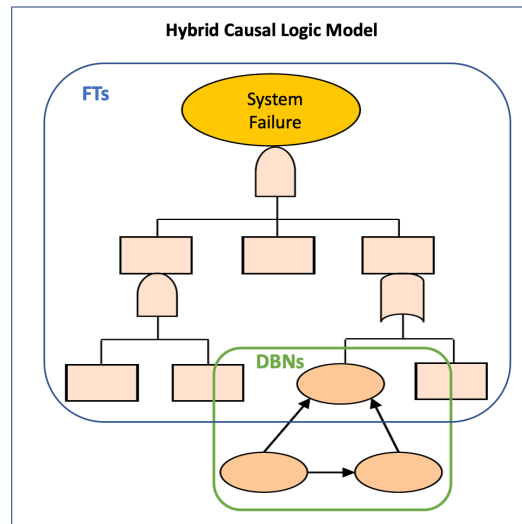 Hybrid Causal Logic Model
FTs
System
Failure
DBNs